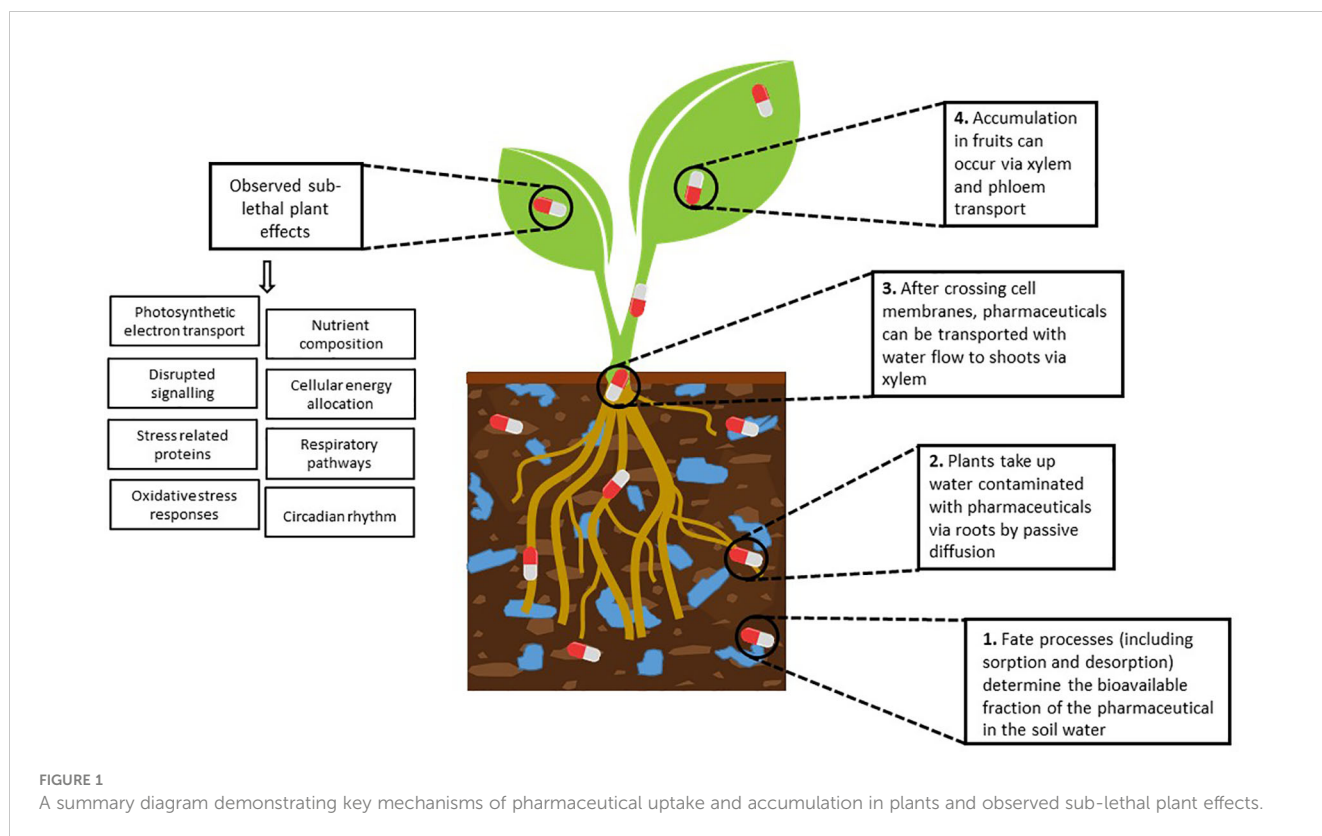 Observed sub-
lethal plant
effects
Photosynthetic
electron transport
Disrupted
signalling
Stress related
proteins
Oxidative stress
responses
Nutrient
composition
Cellular energy
allocation
Respiratory
pathways
Circadian rhythm
4. Accumulation
in fruits can
occur via xylem
and phloem
transport
3. After crossing cell
membranes, pharmaceuticals
can be transported with
water flow to shoots via
xylem
2. Plants take up
water contaminated
with pharmaceuticals
via roots by passive
diffusion
1. Fate processes (including
sorption and desorption)
determine the bioavailable
fraction of the pharmaceutical
in the soil water
FIGURE 1
A summary diagram demonstrating key mechanisms of pharmaceutical uptake and accumulation in plants and observed sub-lethal plant effects.